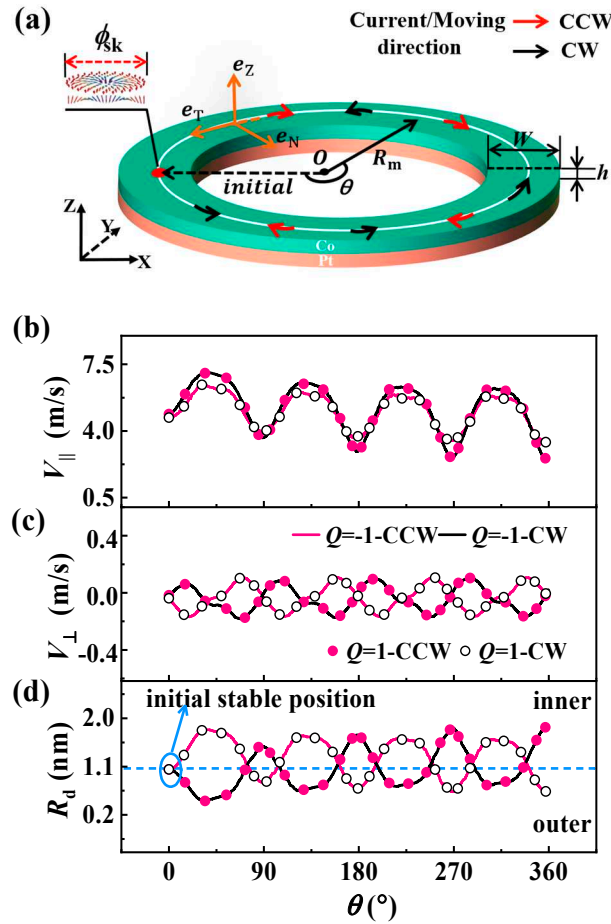 (a)
ϕsk
Current/Moving
direction
CCW
CW
eZ
eT
eN
O
Rm
W
h
initial
θ
Z
Y
X
Co
Pt
(b)
7.5
4.0
0.5
V∥ (m/s)
(c)
0.4
0.0
-0.4
V⊥ (m/s)
Q=-1-CCW Q=-1-CW
Q=1-CCW Q=1-CW
(d)
initial stable position
inner
2.0
1.1
0.2
Rd (nm)
outer
0 90 180 270 360
θ (°)